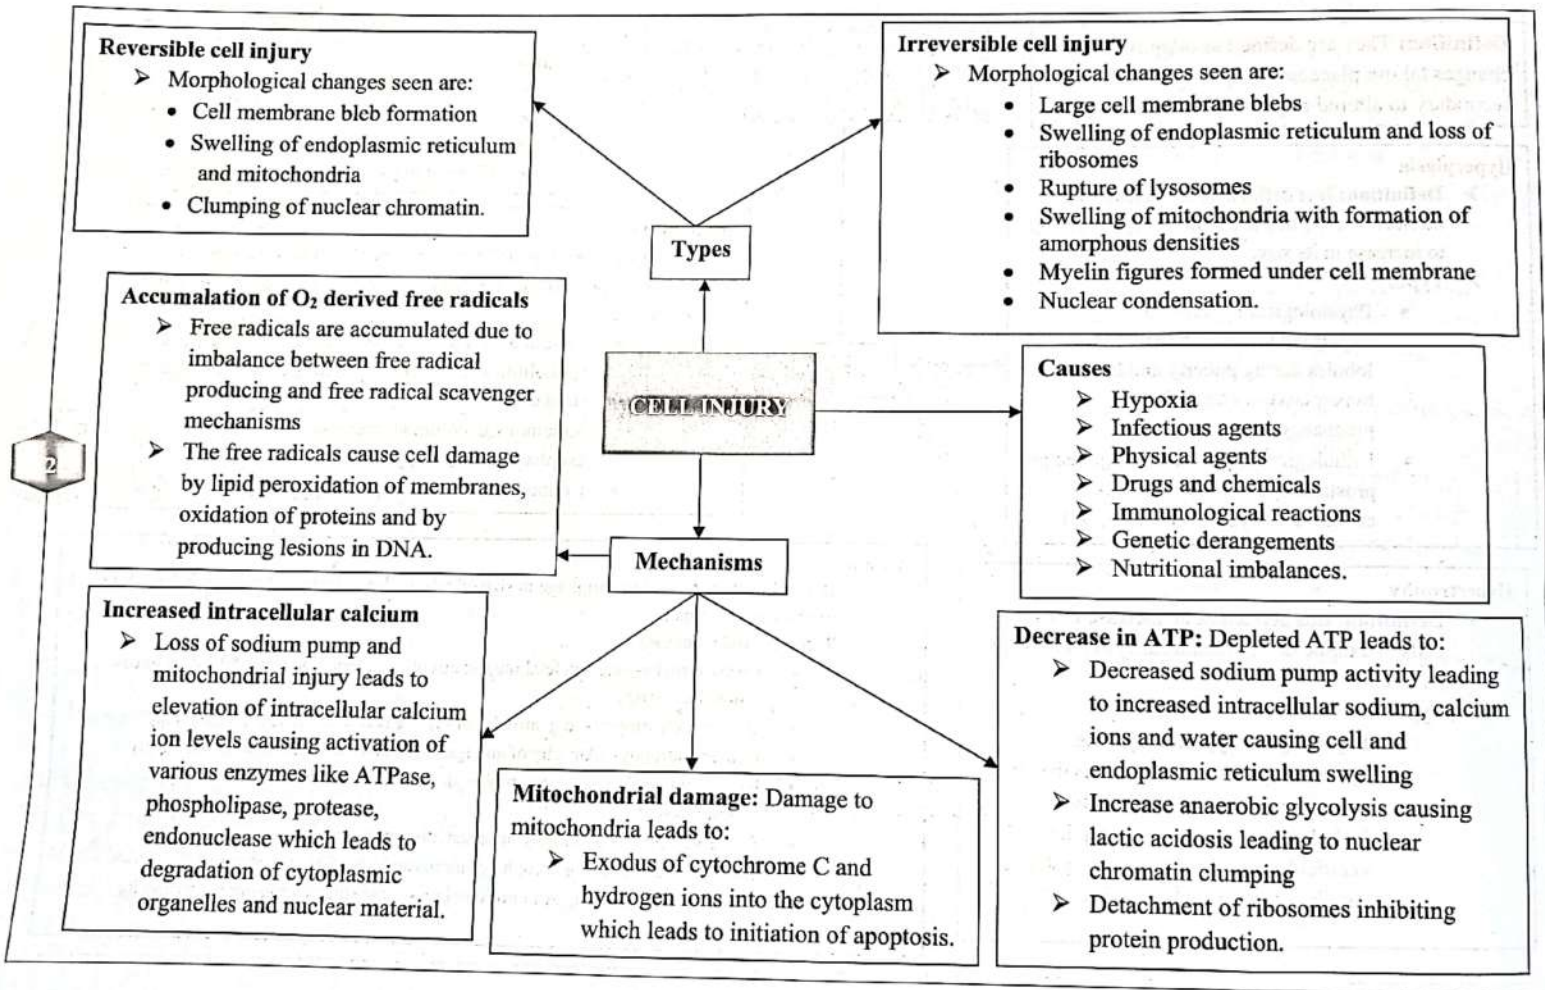 Reversible cell injury
➢ Morphological changes seen are:
• Cell membrane bleb formation
• Swelling of endoplasmic reticulum
and mitochondria
• Clumping of nuclear chromatin.
Irreversible cell injury
➢ Morphological changes seen are:
• Large cell membrane blebs
• Swelling of endoplasmic reticulum and loss of
ribosomes
• Rupture of lysosomes
• Swelling of mitochondria with formation of
amorphous densities
• Myelin figures formed under cell membrane
• Nuclear condensation.
Types
Accumalation of O₂ derived free radicals
➢ Free radicals are accumulated due to
imbalance between free radical
producing and free radical scavenger
mechanisms
➢ The free radicals cause cell damage
by lipid peroxidation of membranes,
oxidation of proteins and by
producing lesions in DNA.
CELL INJURY
Causes
➢ Hypoxia
➢ Infectious agents
➢ Physical agents
➢ Drugs and chemicals
➢ Immunological reactions
➢ Genetic derangements
➢ Nutritional imbalances.
2
Mechanisms
Increased intracellular calcium
➢ Loss of sodium pump and
mitochondrial injury leads to
elevation of intracellular calcium
ion levels causing activation of
various enzymes like ATPase,
phospholipase, protease,
endonuclease which leads to
degradation of cytoplasmic
organelles and nuclear material.
Mitochondrial damage: Damage to
mitochondria leads to:
➢ Exodus of cytochrome C and
hydrogen ions into the cytoplasm
which leads to initiation of apoptosis.
Decrease in ATP: Depleted ATP leads to:
➢ Decreased sodium pump activity leading
to increased intracellular sodium, calcium
ions and water causing cell and
endoplasmic reticulum swelling
➢ Increase anaerobic glycolysis causing
lactic acidosis leading to nuclear
chromatin clumping
➢ Detachment of ribosomes inhibiting
protein production.